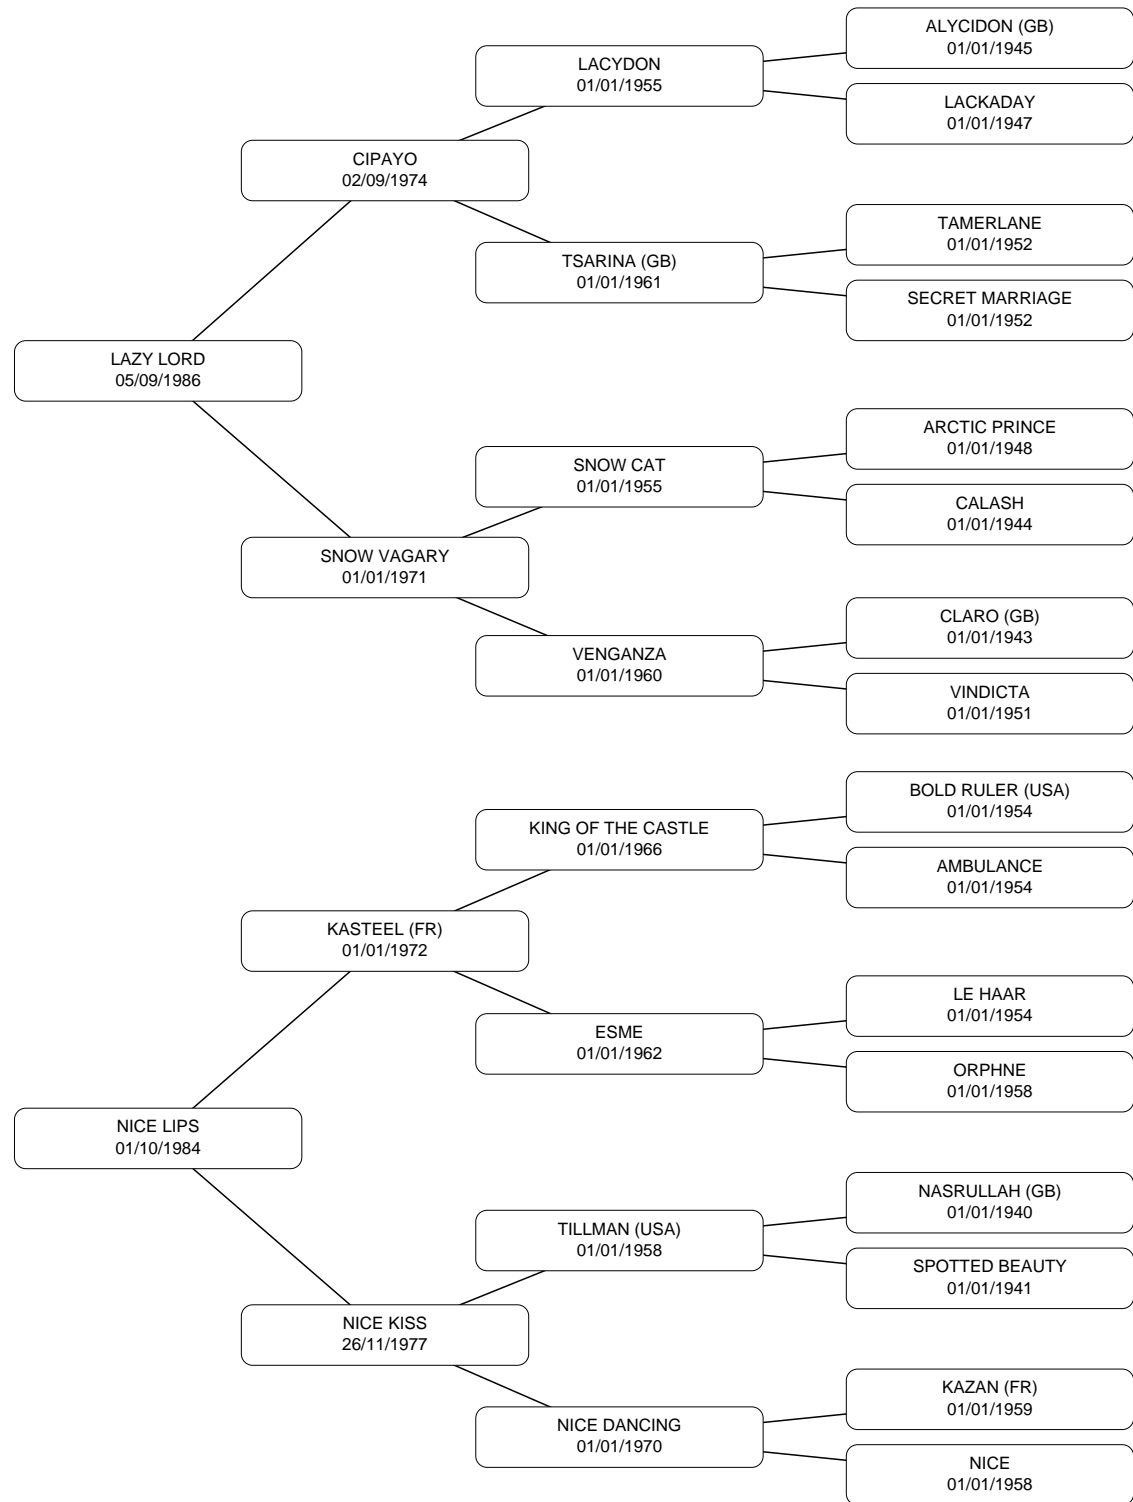 ALYCIDON (GB)
01/01/1945
LACYDON
01/01/1955
LACKADAY
01/01/1947
CIPAYO
02/09/1974
TAMERLANE
01/01/1952
TSARINA (GB)
01/01/1961
SECRET MARRIAGE
01/01/1952
LAZY LORD
05/09/1986
ARCTIC PRINCE
01/01/1948
SNOW CAT
01/01/1955
CALASH
01/01/1944
SNOW VAGARY
01/01/1971
CLARO (GB)
01/01/1943
VENGANZA
01/01/1960
VINDICTA
01/01/1951
BOLD RULER (USA)
01/01/1954
KING OF THE CASTLE
01/01/1966
AMBULANCE
01/01/1954
KASTEEL (FR)
01/01/1972
LE HAAR
01/01/1954
ESME
01/01/1962
ORPHNE
01/01/1958
NICE LIPS
01/10/1984
NASRULLAH (GB)
01/01/1940
TILLMAN (USA)
01/01/1958
SPOTTED BEAUTY
01/01/1941
NICE KISS
26/11/1977
KAZAN (FR)
01/01/1959
NICE DANCING
01/01/1970
NICE
01/01/1958